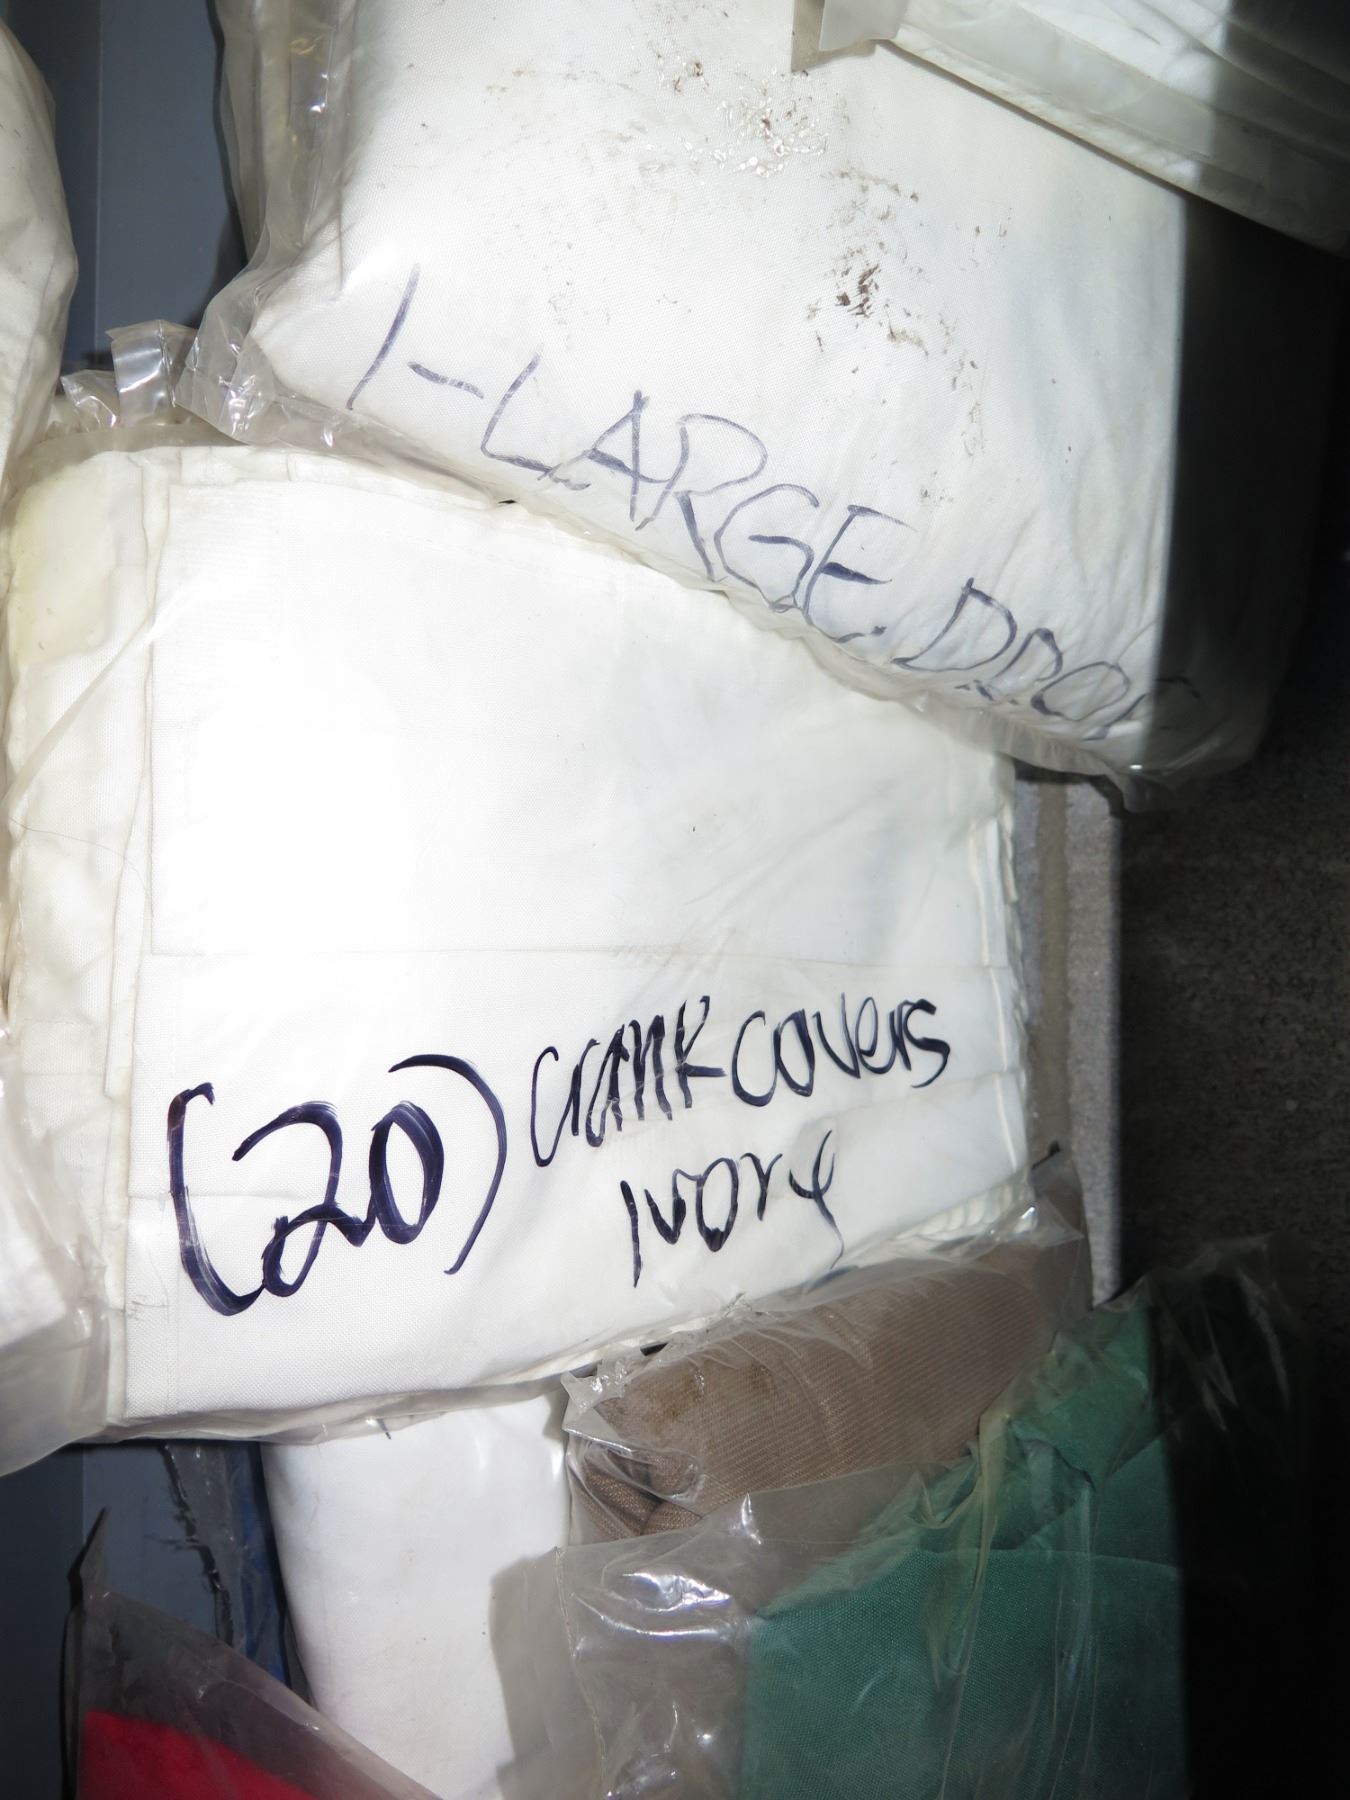 1-LARGE DROP
(20) crank covers
Ivory